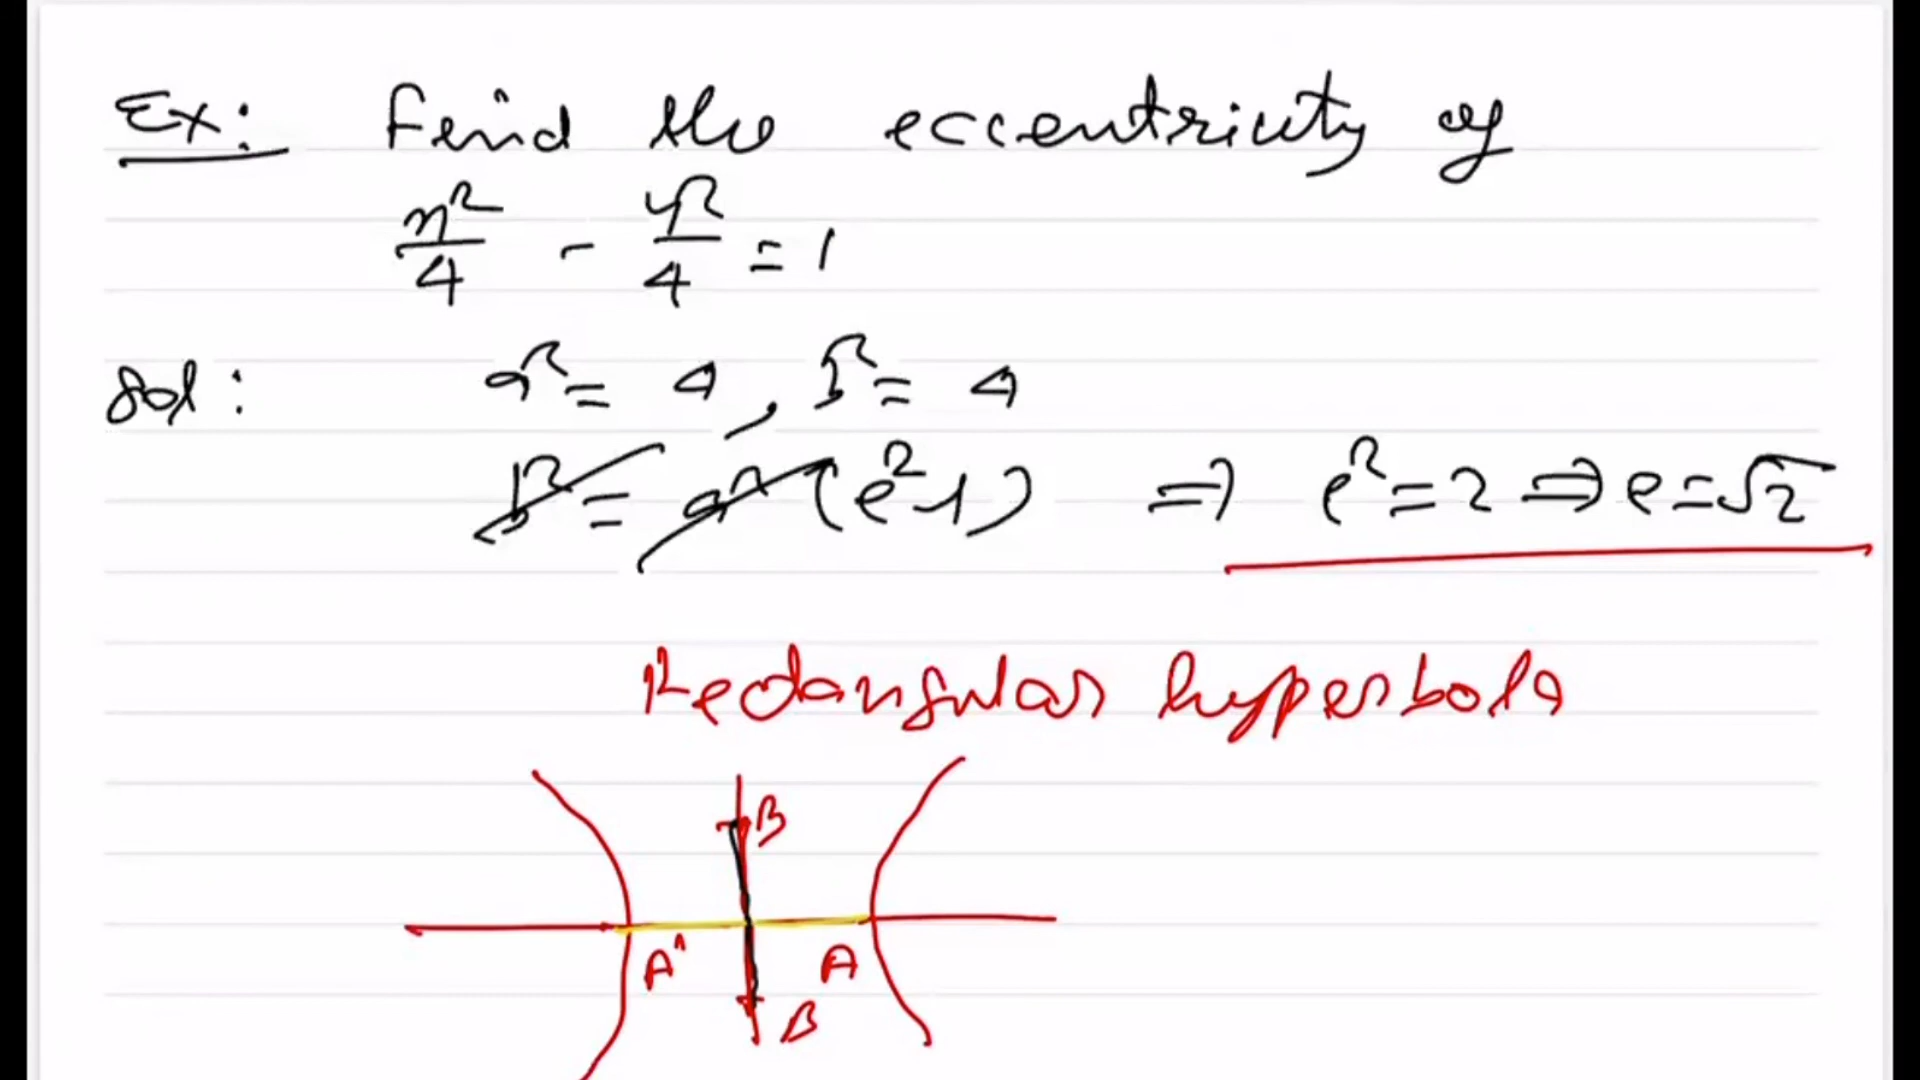 Ex: Find the eccentricity of
x²/4 - y²/4 = 1
Sol: a² = 4, b² = 4
b² = a² (e²-1) ⇒ e² = 2 ⇒ e = √2
Rectangular hyperbola
B
A' A
B